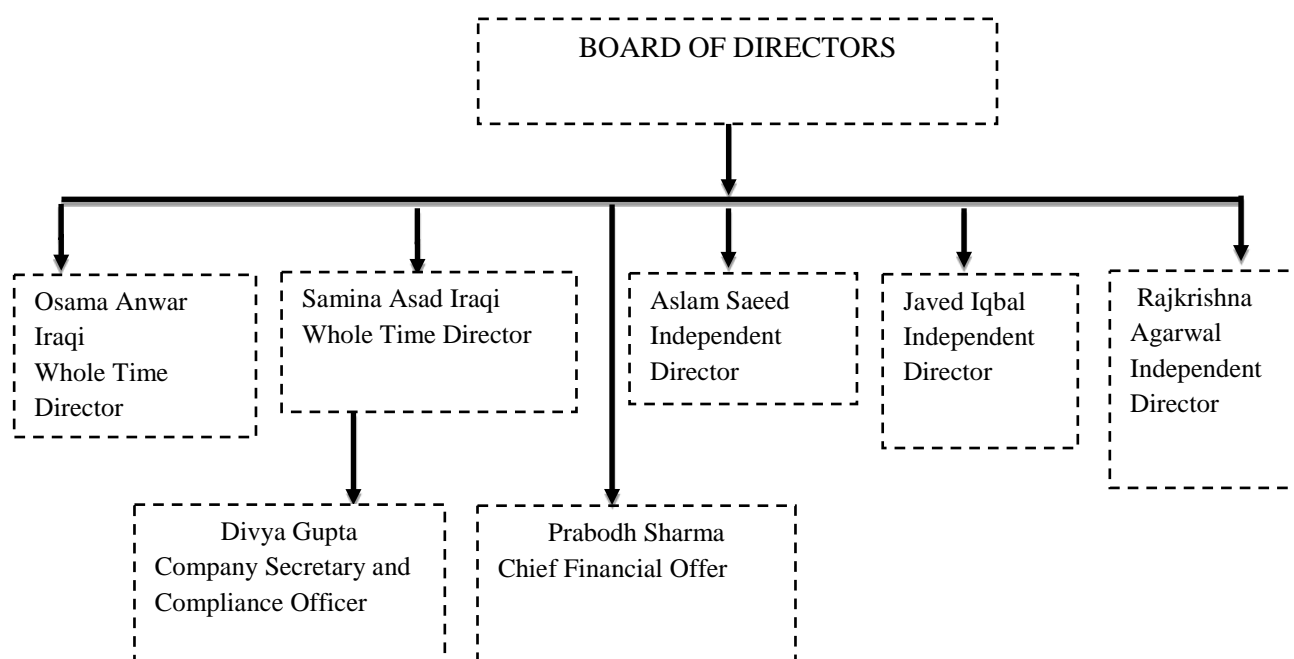 BOARD OF DIRECTORS
Osama Anwar
Iraqi
Whole Time
Director
Samina Asad Iraqi
Whole Time Director
Aslam Saeed
Independent
Director
Javed Iqbal
Independent
Director
Rajkrishna
Agarwal
Independent
Director
Divya Gupta
Company Secretary and
Compliance Officer
Prabodh Sharma
Chief Financial Offer